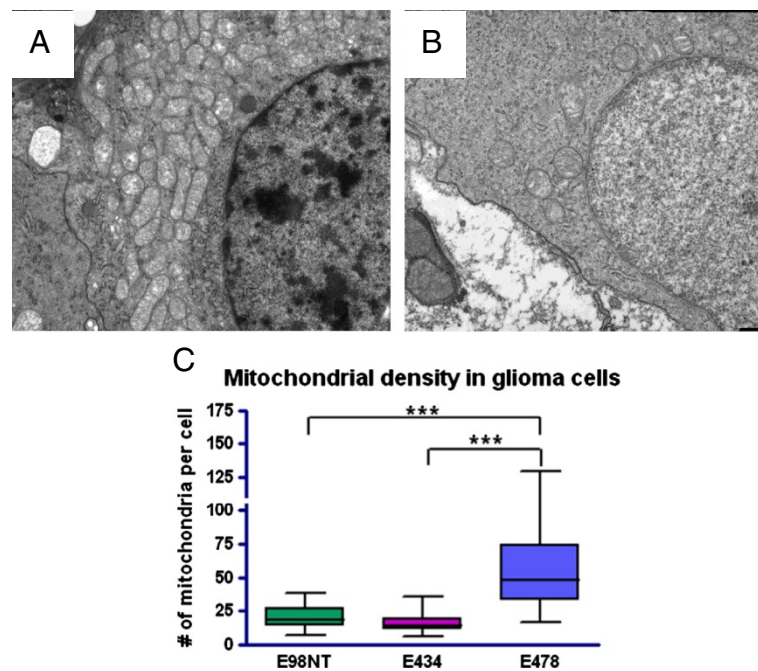 A
B
C
Mitochondrial density in glioma cells
# of mitochondria per cell
175
150
125
100
75
50
25
0
***
***
E98NT
E434
E478